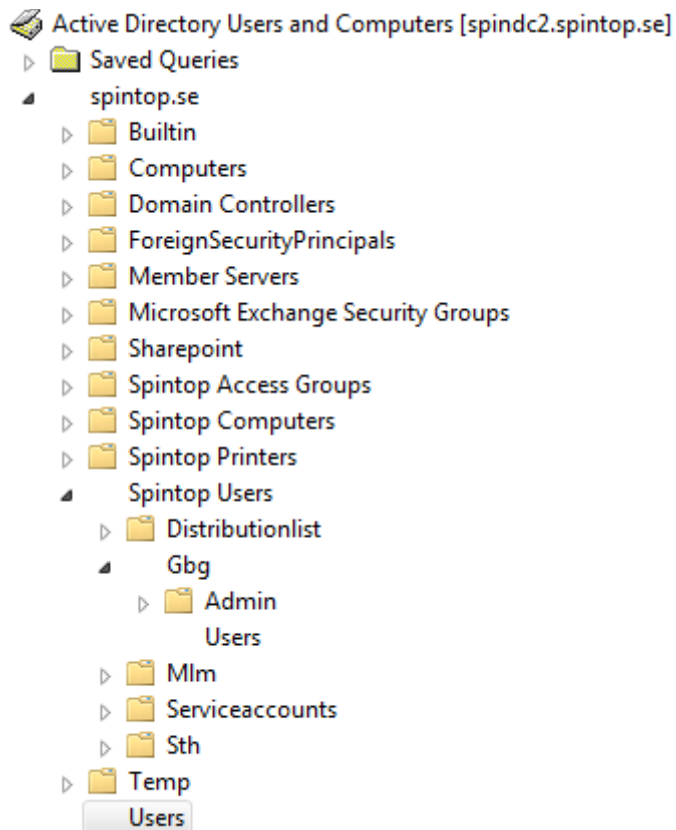 Active Directory Users and Computers [spindc2.spintop.se]
Saved Queries
spintop.se
Builtin
Computers
Domain Controllers
ForeignSecurityPrincipals
Member Servers
Microsoft Exchange Security Groups
Sharepoint
Spintop Access Groups
Spintop Computers
Spintop Printers
Spintop Users
Distributionlist
Gbg
Admin
Users
Mlm
Serviceaccounts
Sth
Temp
Users